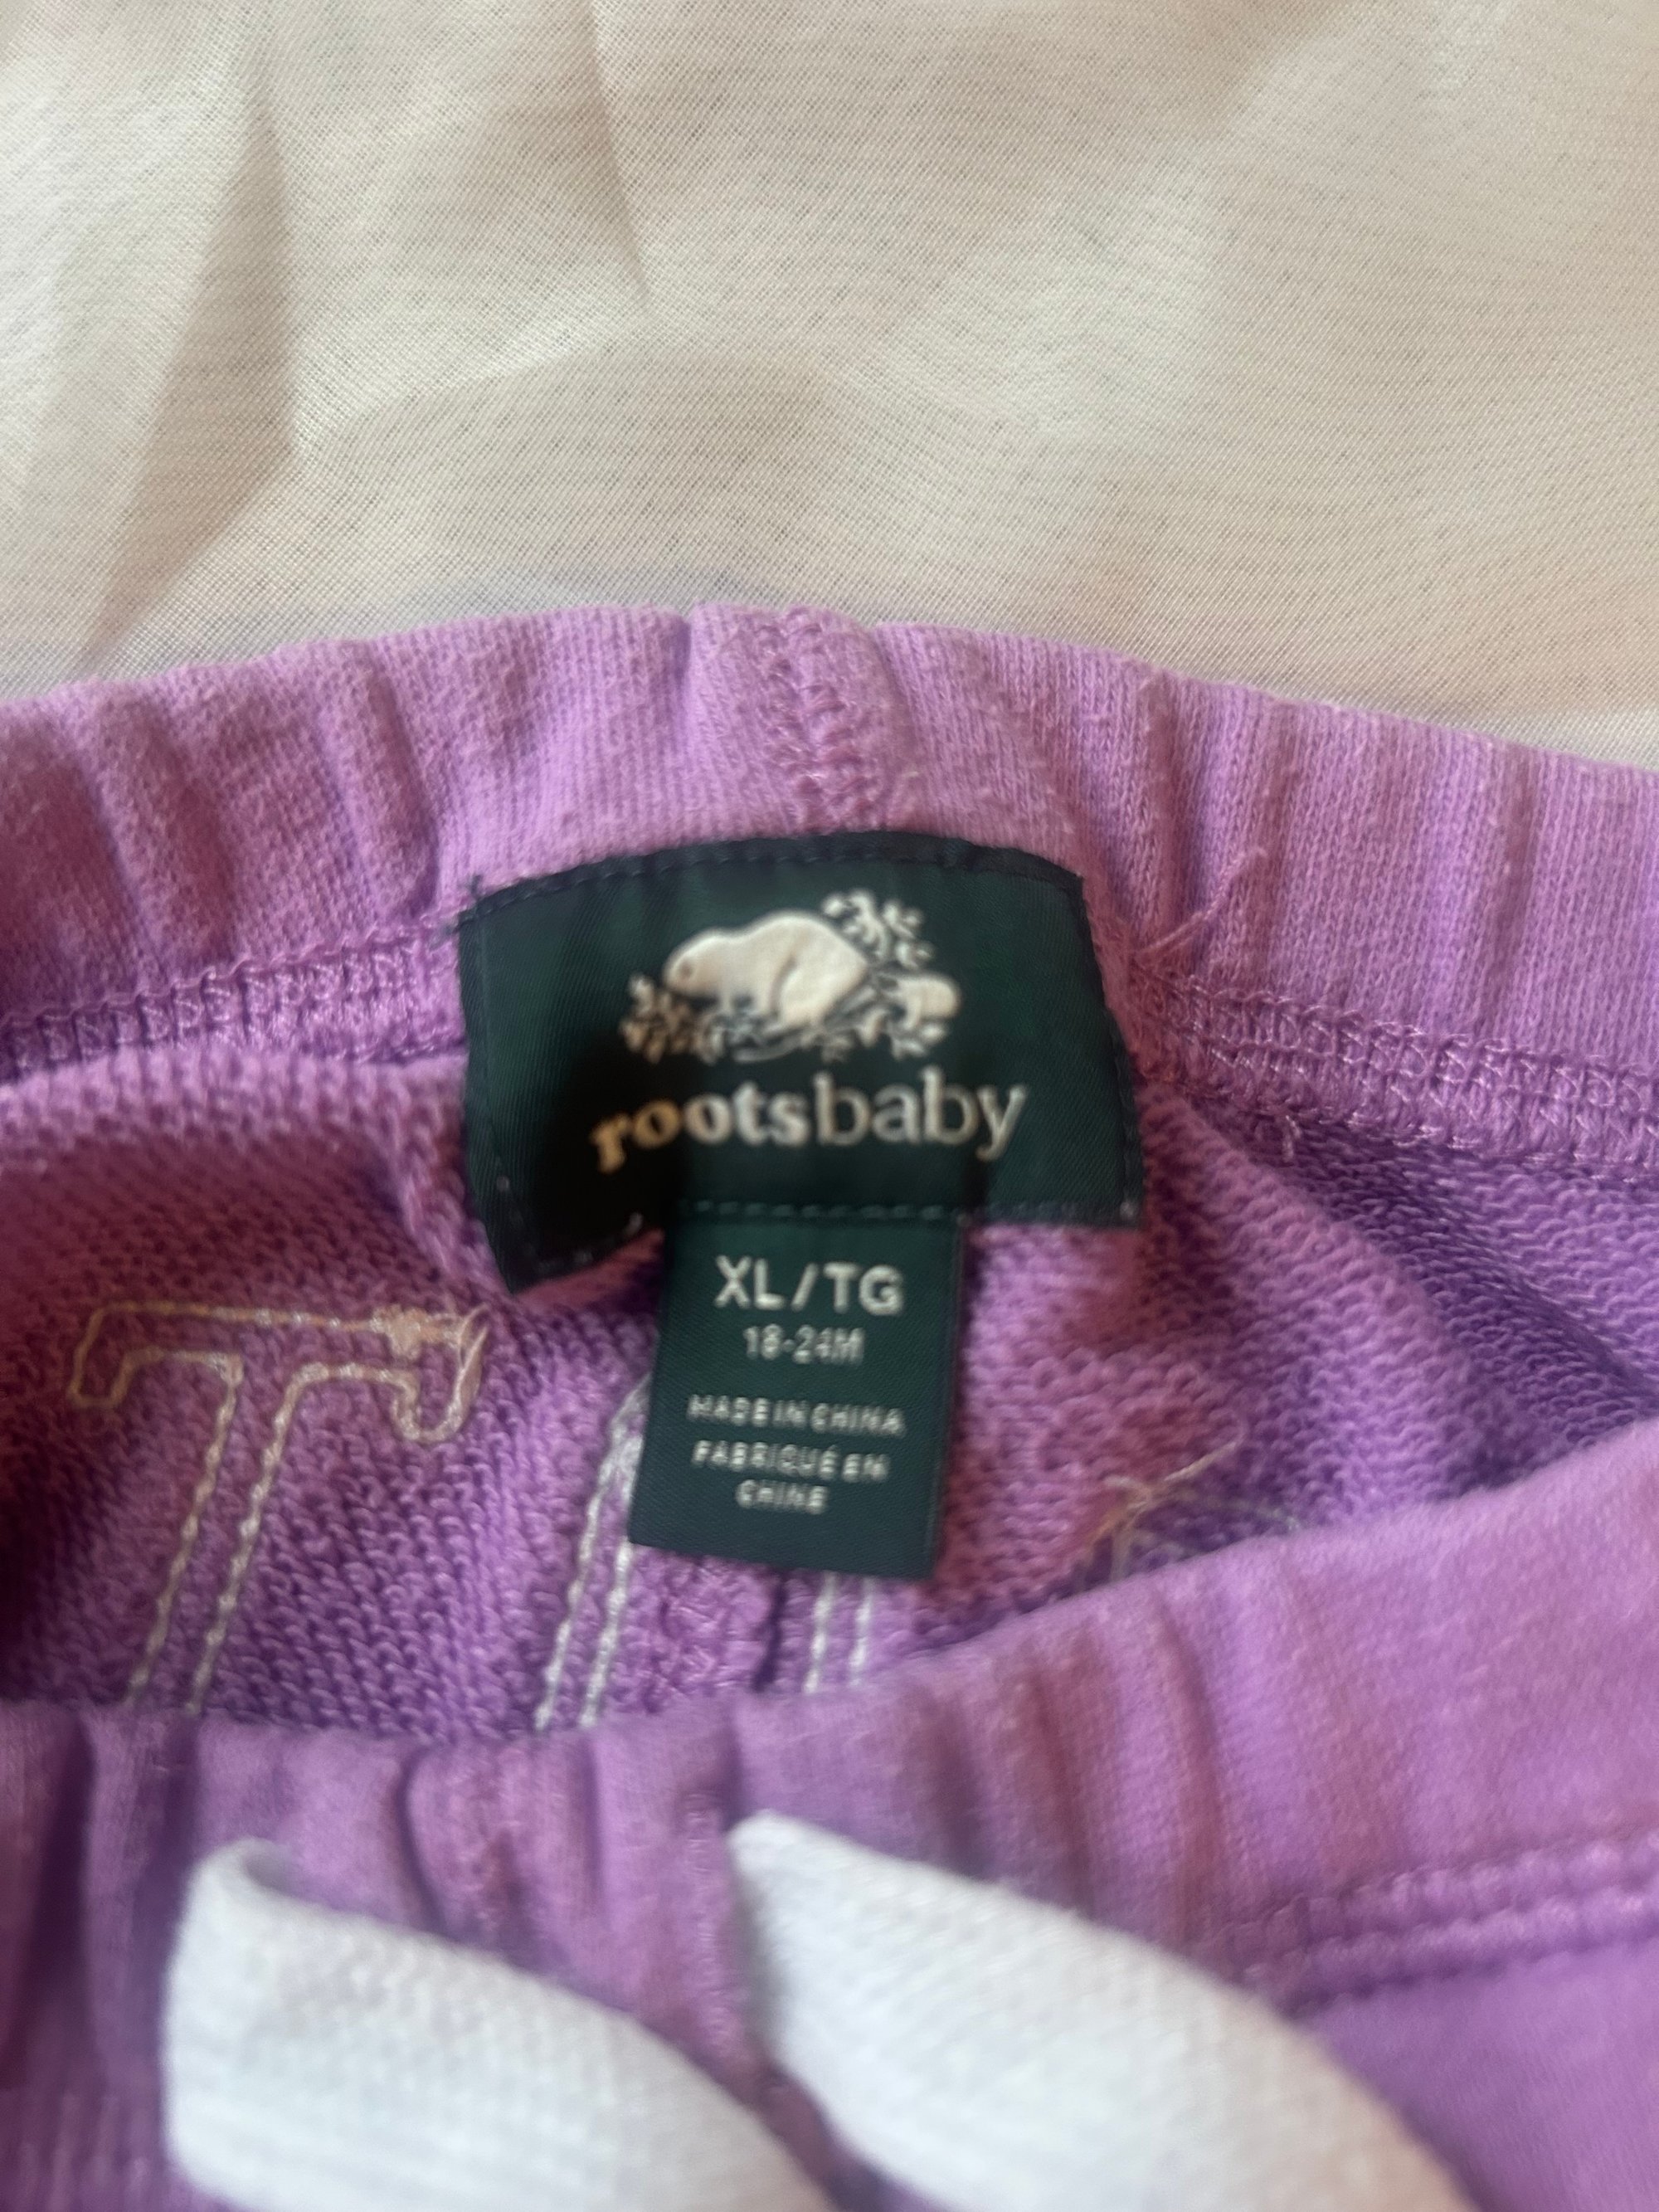 rootsbaby
XL/TG
18-24M
MADE IN CHINA
FABRIQUÉ EN
CHINE